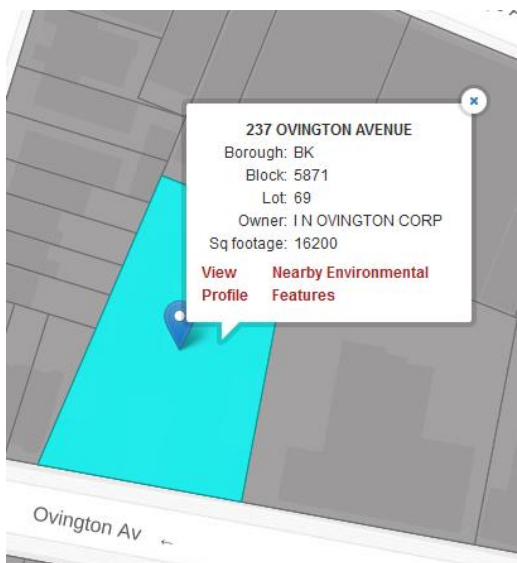 237 OVINGTON AVENUE
Borough: BK
Block: 5871
Lot: 69
Owner: I N OVINGTON CORP
Sq footage: 16200
View Nearby Environmental
Profile Features
Ovington Av ←